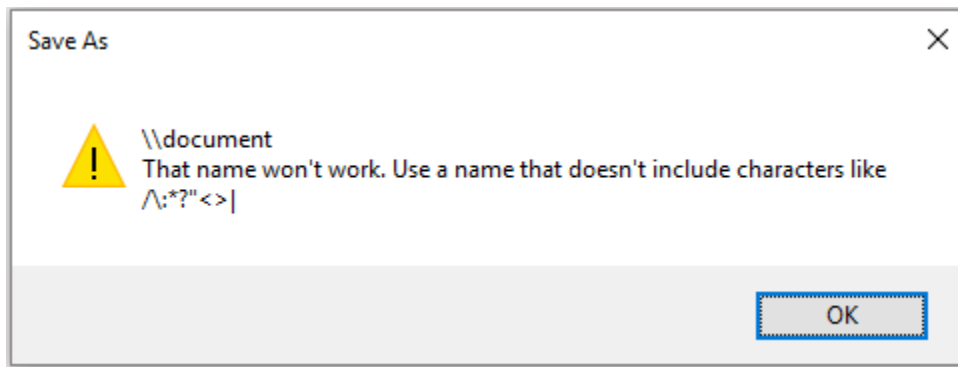 Save As
\\document
That name won't work. Use a name that doesn't include characters like
/\:*?"<>|
OK